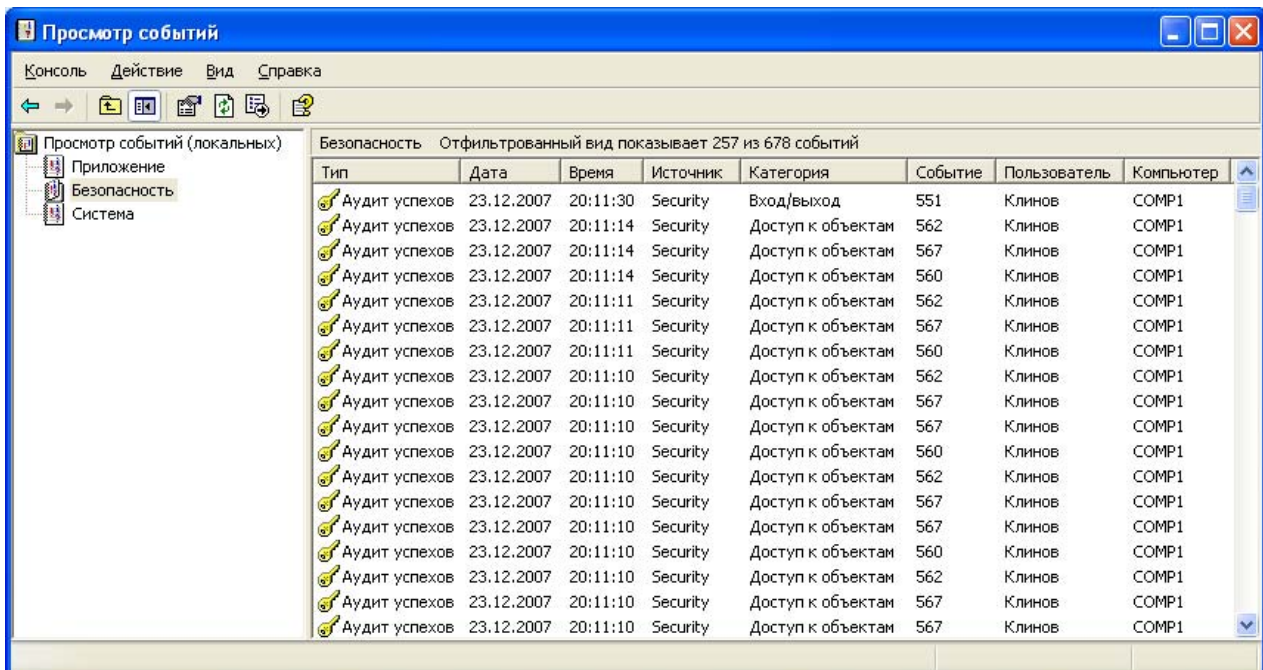 Просмотр событий
Консоль Действие Вид Справка
Просмотр событий (локальных)
Приложение
Безопасность
Система
Безопасность Отфильтрованный вид показывает 257 из 678 событий
Тип Дата Время Источник Категория Событие Пользователь Компьютер
Аудит успехов 23.12.2007 20:11:30 Security Вход/выход 551 Клинов COMP1
Аудит успехов 23.12.2007 20:11:14 Security Доступ к объектам 562 Клинов COMP1
Аудит успехов 23.12.2007 20:11:14 Security Доступ к объектам 567 Клинов COMP1
Аудит успехов 23.12.2007 20:11:14 Security Доступ к объектам 560 Клинов COMP1
Аудит успехов 23.12.2007 20:11:11 Security Доступ к объектам 562 Клинов COMP1
Аудит успехов 23.12.2007 20:11:11 Security Доступ к объектам 567 Клинов COMP1
Аудит успехов 23.12.2007 20:11:11 Security Доступ к объектам 560 Клинов COMP1
Аудит успехов 23.12.2007 20:11:10 Security Доступ к объектам 562 Клинов COMP1
Аудит успехов 23.12.2007 20:11:10 Security Доступ к объектам 567 Клинов COMP1
Аудит успехов 23.12.2007 20:11:10 Security Доступ к объектам 567 Клинов COMP1
Аудит успехов 23.12.2007 20:11:10 Security Доступ к объектам 560 Клинов COMP1
Аудит успехов 23.12.2007 20:11:10 Security Доступ к объектам 562 Клинов COMP1
Аудит успехов 23.12.2007 20:11:10 Security Доступ к объектам 567 Клинов COMP1
Аудит успехов 23.12.2007 20:11:10 Security Доступ к объектам 567 Клинов COMP1
Аудит успехов 23.12.2007 20:11:10 Security Доступ к объектам 560 Клинов COMP1
Аудит успехов 23.12.2007 20:11:10 Security Доступ к объектам 562 Клинов COMP1
Аудит успехов 23.12.2007 20:11:10 Security Доступ к объектам 567 Клинов COMP1
Аудит успехов 23.12.2007 20:11:10 Security Доступ к объектам 567 Клинов COMP1